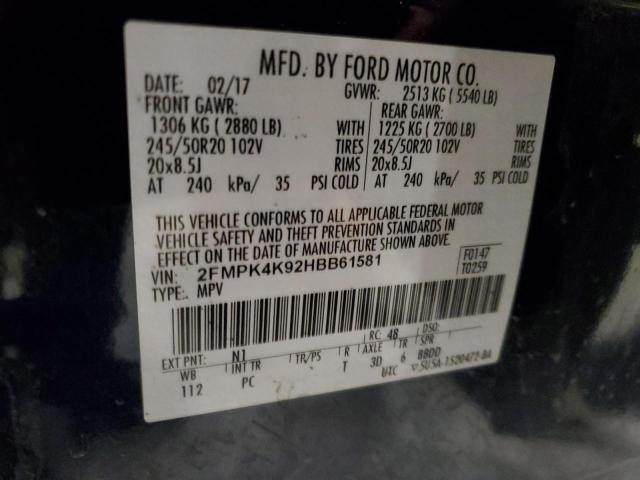 MFD. BY FORD MOTOR CO.
DATE: 02/17 GVWR: 2513 KG ( 5540 LB)
FRONT GAWR: REAR GAWR:
1306 KG ( 2880 LB) WITH 1225 KG ( 2700 LB) WITH
245/50R20 102V TIRES 245/50R20 102V TIRES
20x8.5J RIMS 20x8.5J RIMS
AT 240 kPa/ 35 PSI COLD AT 240 kPa/ 35 PSI COLD
THIS VEHICLE CONFORMS TO ALL APPLICABLE FEDERAL MOTOR
VEHICLE SAFETY AND THEFT PREVENTION STANDARDS IN
EFFECT ON THE DATE OF MANUFACTURE SHOWN ABOVE.
VIN: 2FMPK4K92HBB61581 F0147
TYPE: MPV T0259
EXT PNT: N1 RC: 48 DSO:
WB INT TR TP/PS R AXLE TR SPR
112 PC T 3D 6 BBDD
UTC 5U5A-1520472-BA